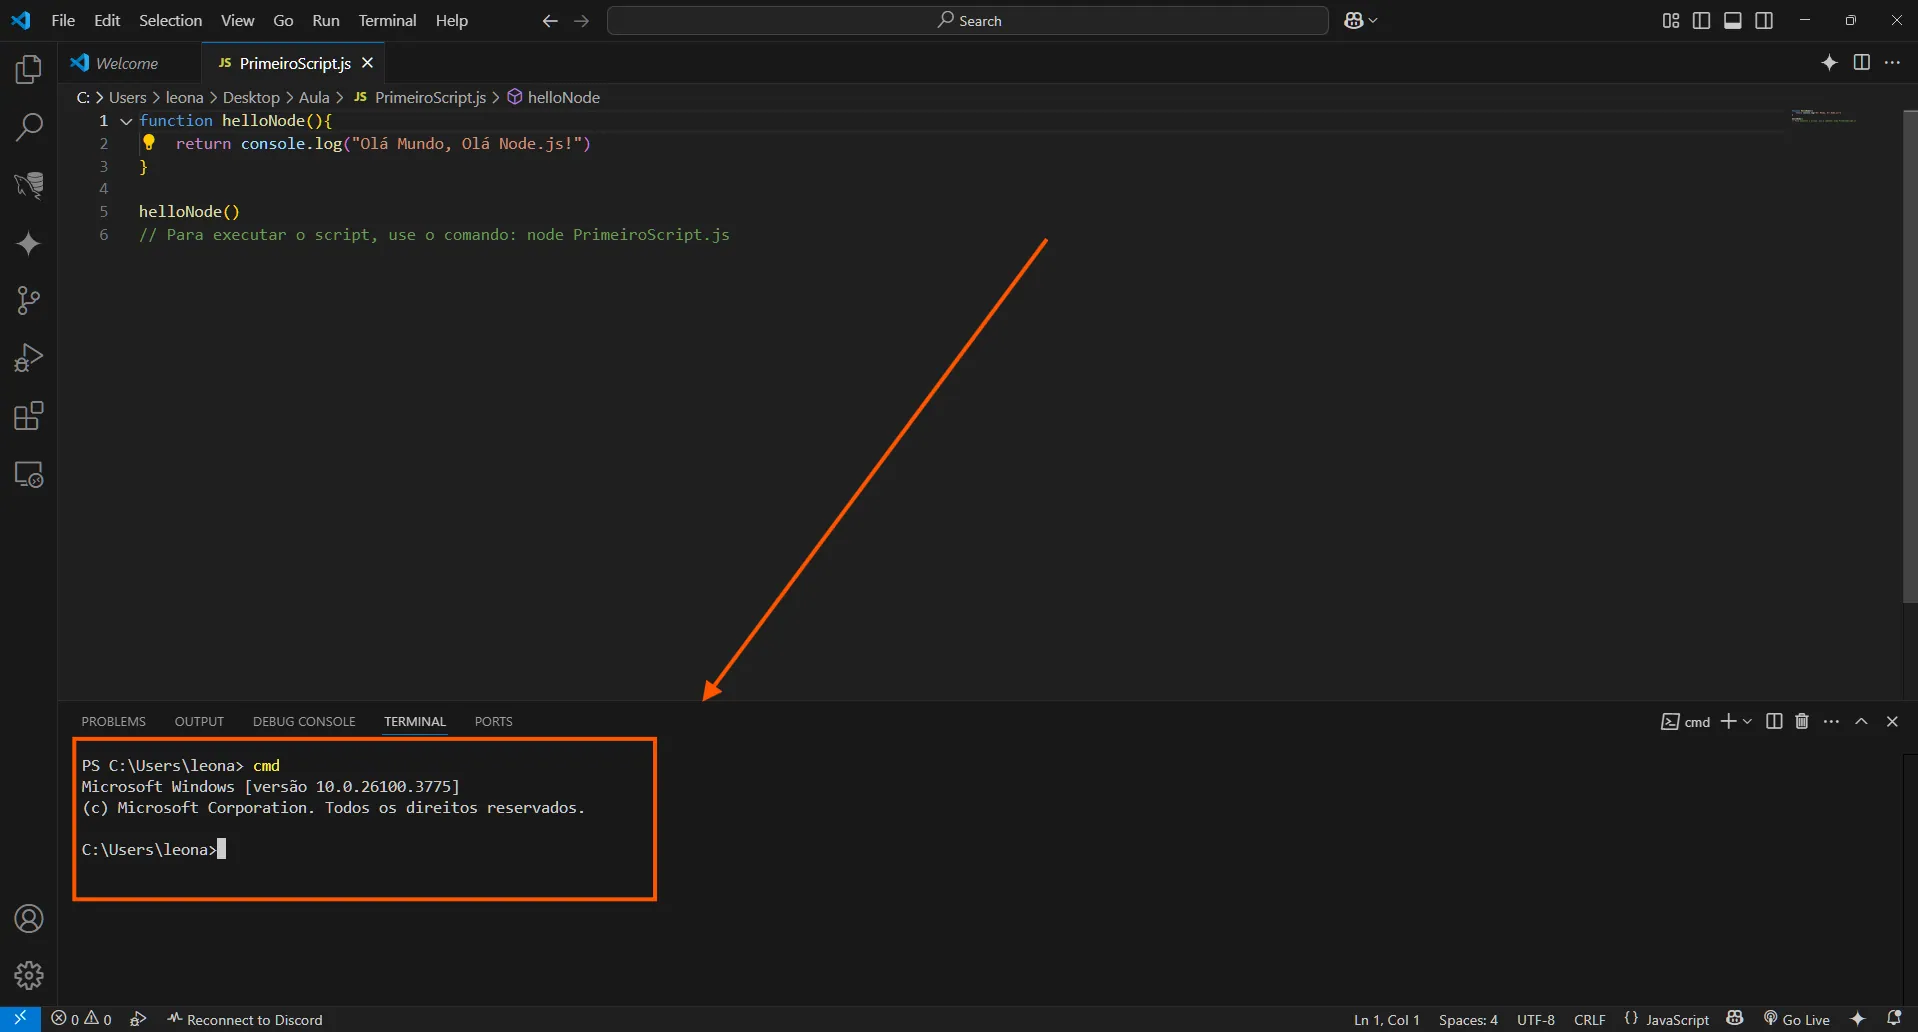 File Edit Selection View Go Run Terminal Help
Search
Welcome
JS PrimeiroScript.js
C: > Users > leona > Desktop > Aula > JS PrimeiroScript.js > helloNode
1 function helloNode(){
2 return console.log("Olá Mundo, Olá Node.js!")
3 }
4
5 helloNode()
6 // Para executar o script, use o comando: node PrimeiroScript.js
PROBLEMS OUTPUT DEBUG CONSOLE TERMINAL PORTS
cmd
PS C:\Users\leona> cmd
Microsoft Windows [versão 10.0.26100.3775]
(c) Microsoft Corporation. Todos os direitos reservados.
C:\Users\leona>
0 0 Reconnect to Discord
Ln 1, Col 1 Spaces: 4 UTF-8 CRLF {} JavaScript Go Live